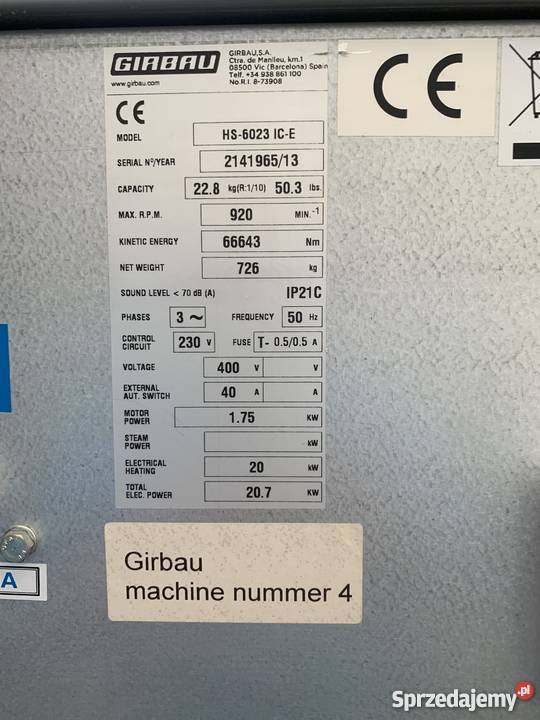 GIRBAU
GIRBAU,S.A.
Ctra. de Manlleu, km.1
08500 Vic (Barcelona) Spain
Telf. +34 938 861 100
No.R.I. 8-73908
www.girbau.com
CE
CE
MODEL HS-6023 IC-E
SERIAL Nº/YEAR 2141965/13
CAPACITY 22.8 kg(R:1/10) 50.3 lbs.
MAX. R.P.M. 920 MIN.-1
KINETIC ENERGY 66643 Nm
NET WEIGHT 726 kg
SOUND LEVEL < 70 dB (A) IP21C
PHASES 3 ~ FREQUENCY 50 Hz
CONTROL CIRCUIT 230 V FUSE T- 0.5/0.5 A
VOLTAGE 400 V V
EXTERNAL AUT. SWITCH 40 A A
MOTOR POWER 1.75 KW
STEAM POWER kW
ELECTRICAL HEATING 20 kW
TOTAL ELEC. POWER 20.7 KW
Girbau
machine nummer 4
A
Sprzedajemy.pl